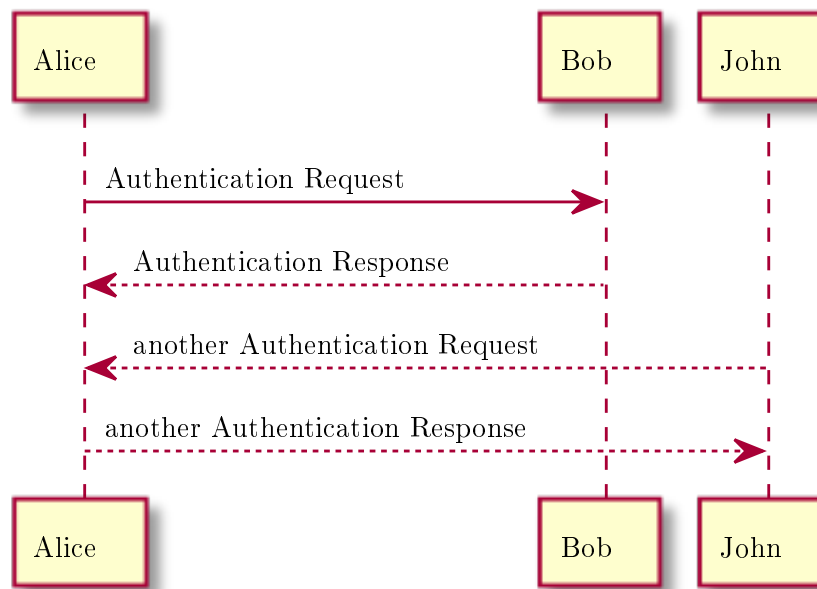 Alice
Bob
John
Authentication Request
Authentication Response
another Authentication Request
another Authentication Response
Alice
Bob
John